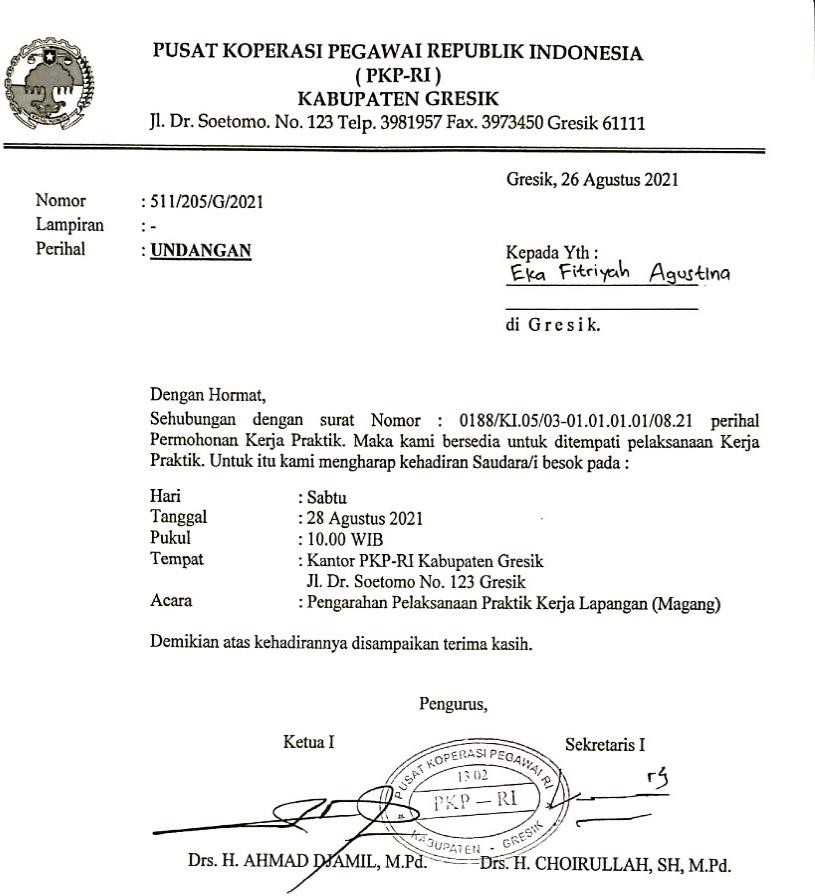 PUSAT KOPERASI PEGAWAI REPUBLIK INDONESIA
( PKP-RI )
KABUPATEN GRESIK
Jl. Dr. Soetomo. No. 123 Telp. 3981957 Fax. 3973450 Gresik 61111
Gresik, 26 Agustus 2021
Nomor : 511/205/G/2021
Lampiran : -
Perihal : UNDANGAN
Kepada Yth :
Eka Fitriyah Agustina
di G r e s i k.
Dengan Hormat,
Sehubungan dengan surat Nomor : 0188/KI.05/03-01.01.01.01/08.21 perihal
Permohonan Kerja Praktik. Maka kami bersedia untuk ditempati pelaksanaan Kerja
Praktik. Untuk itu kami mengharap kehadiran Saudara/i besok pada :
Hari : Sabtu
Tanggal : 28 Agustus 2021
Pukul : 10.00 WIB
Tempat : Kantor PKP-RI Kabupaten Gresik
Jl. Dr. Soetomo No. 123 Gresik
Acara : Pengarahan Pelaksanaan Praktik Kerja Lapangan (Magang)
Demikian atas kehadirannya disampaikan terima kasih.
Pengurus,
Ketua I Sekretaris I
PUSAT KOPERASI PEGAWAI RI
13 02
PKP – RI
KABUPATEN - GRESIK
Drs. H. AHMAD DJAMIL, M.Pd. Drs. H. CHOIRULLAH, SH, M.Pd.